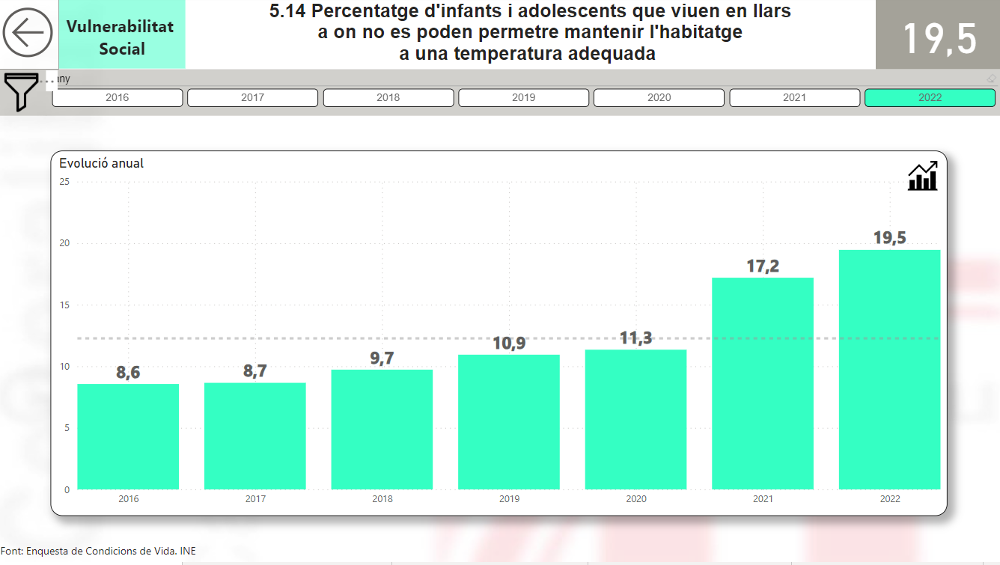 Vulnerabilitat
Social
5.14 Percentatge d'infants i adolescents que viuen en llars
a on no es poden permetre mantenir l'habitatge
a una temperatura adequada
19,5
any
2016 2017 2018 2019 2020 2021 2022
Evolució anual
25
20
15
10
5
0
8,6 8,7 9,7 10,9 11,3 17,2 19,5
2016 2017 2018 2019 2020 2021 2022
Font: Enquesta de Condicions de Vida. INE